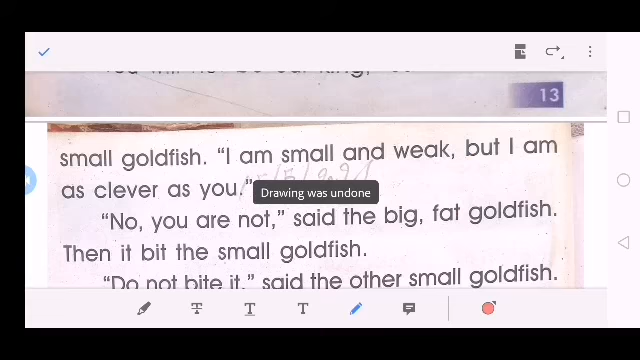 13
small goldfish. "I am small and weak, but I am
as clever as you."
Drawing was undone
"No, you are not," said the big, fat goldfish.
Then it bit the small goldfish.
"Do not bite it," said the other small goldfish.
T T T